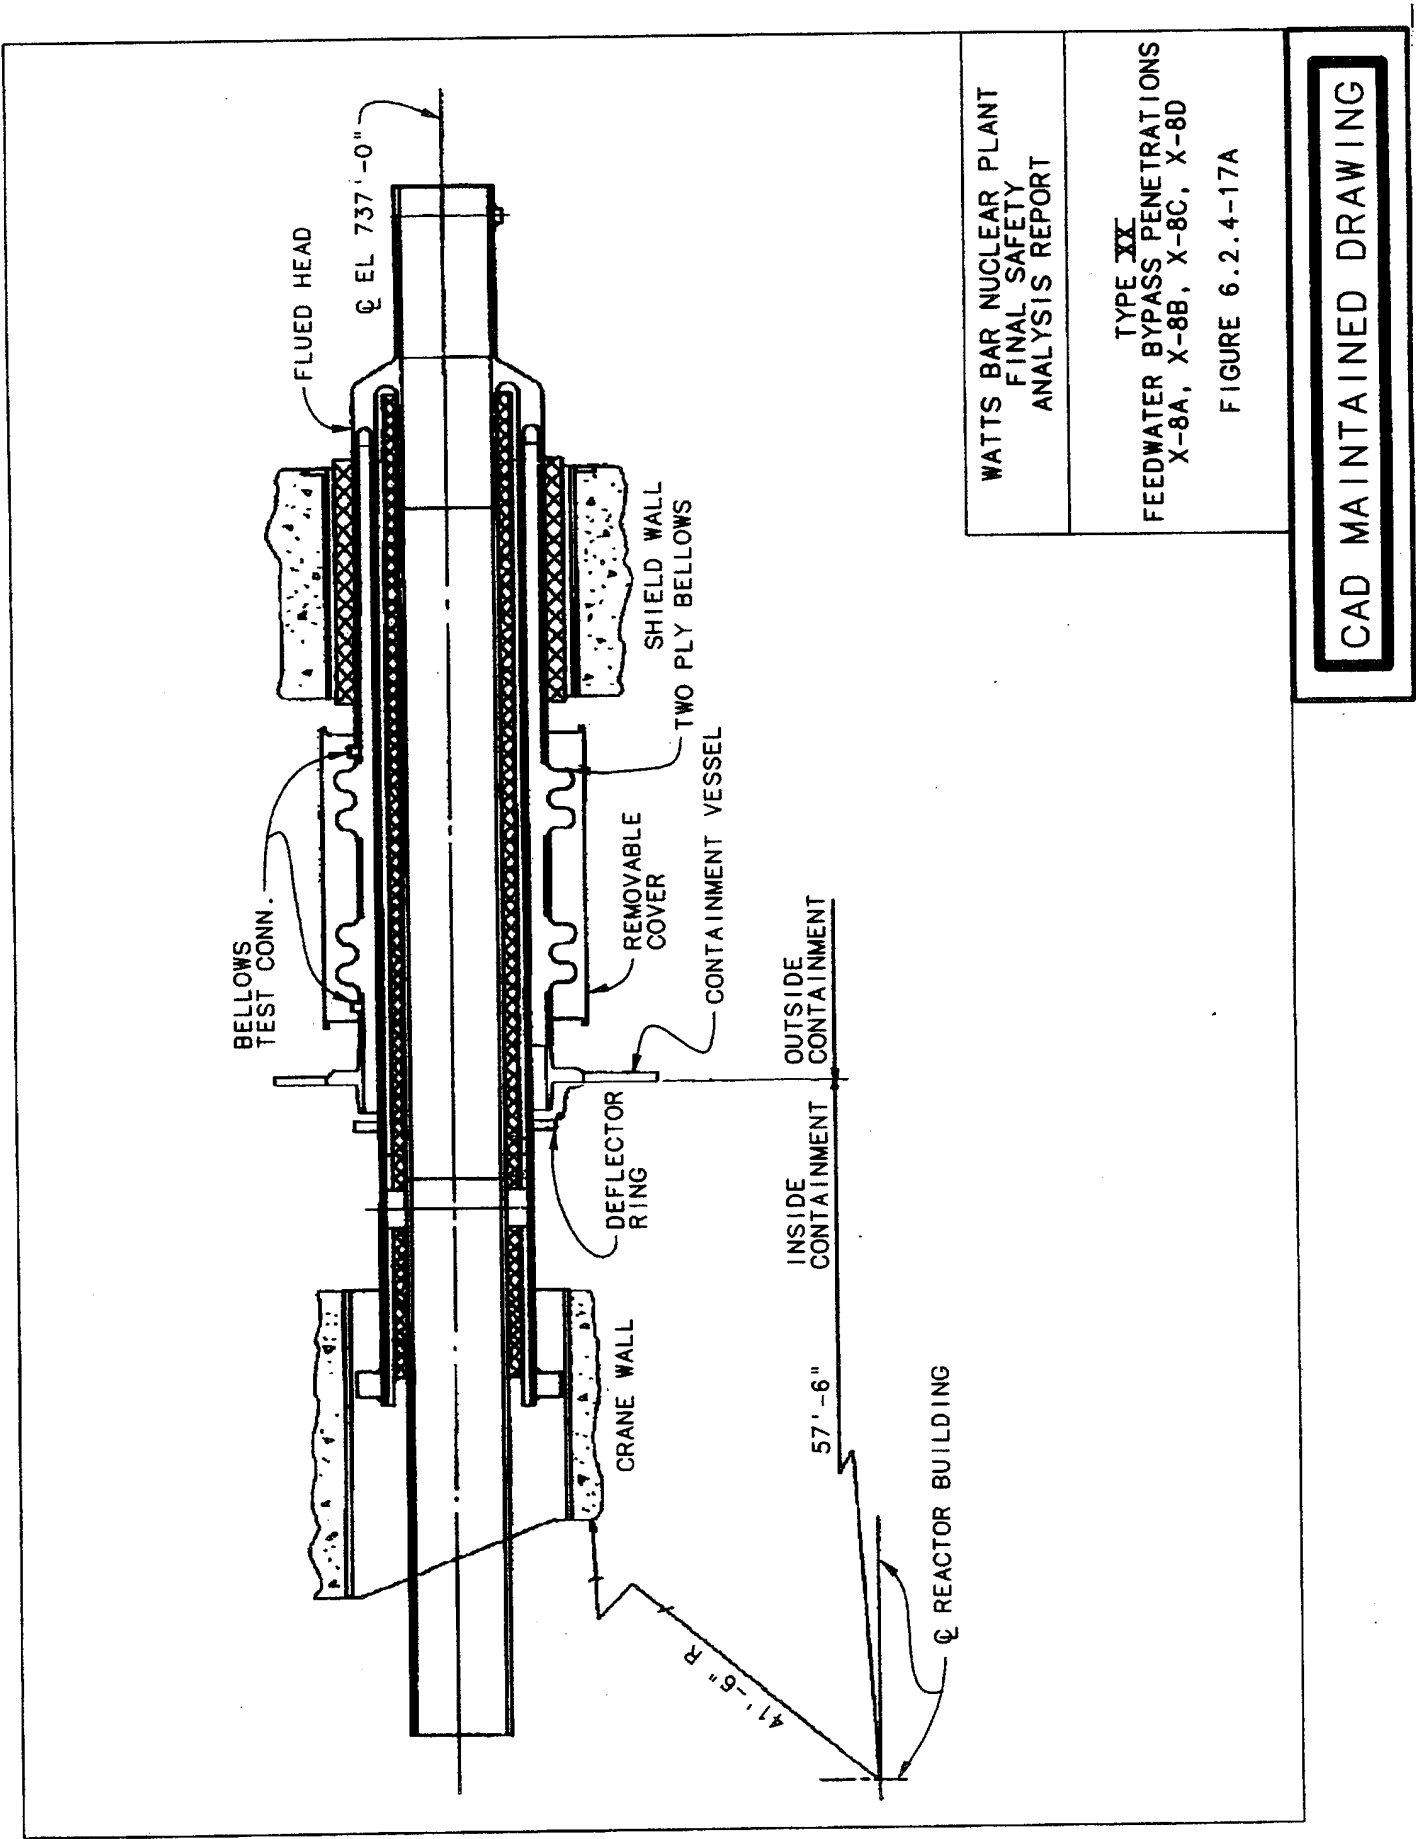 ℄ EL 737'-0"
FLUED HEAD
SHIELD WALL
TWO PLY BELLOWS
BELLOWS
TEST CONN.
REMOVABLE
COVER
CONTAINMENT VESSEL
DEFLECTOR
RING
CRANE WALL
OUTSIDE
CONTAINMENT
INSIDE
CONTAINMENT
57'-6"
41'-6" R
℄ REACTOR BUILDING
WATTS BAR NUCLEAR PLANT
FINAL SAFETY
ANALYSIS REPORT
TYPE XX
FEEDWATER BYPASS PENETRATIONS
X-8A, X-8B, X-8C, X-8D
FIGURE 6.2.4-17A
CAD MAINTAINED DRAWING